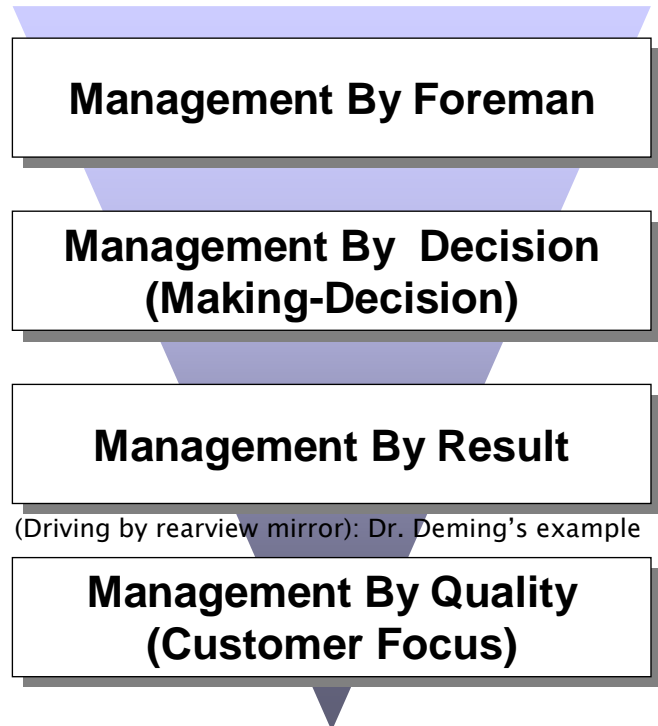 Management By Foreman
Management By Decision
(Making-Decision)
Management By Result
(Driving by rearview mirror): Dr. Deming's example
Management By Quality
(Customer Focus)